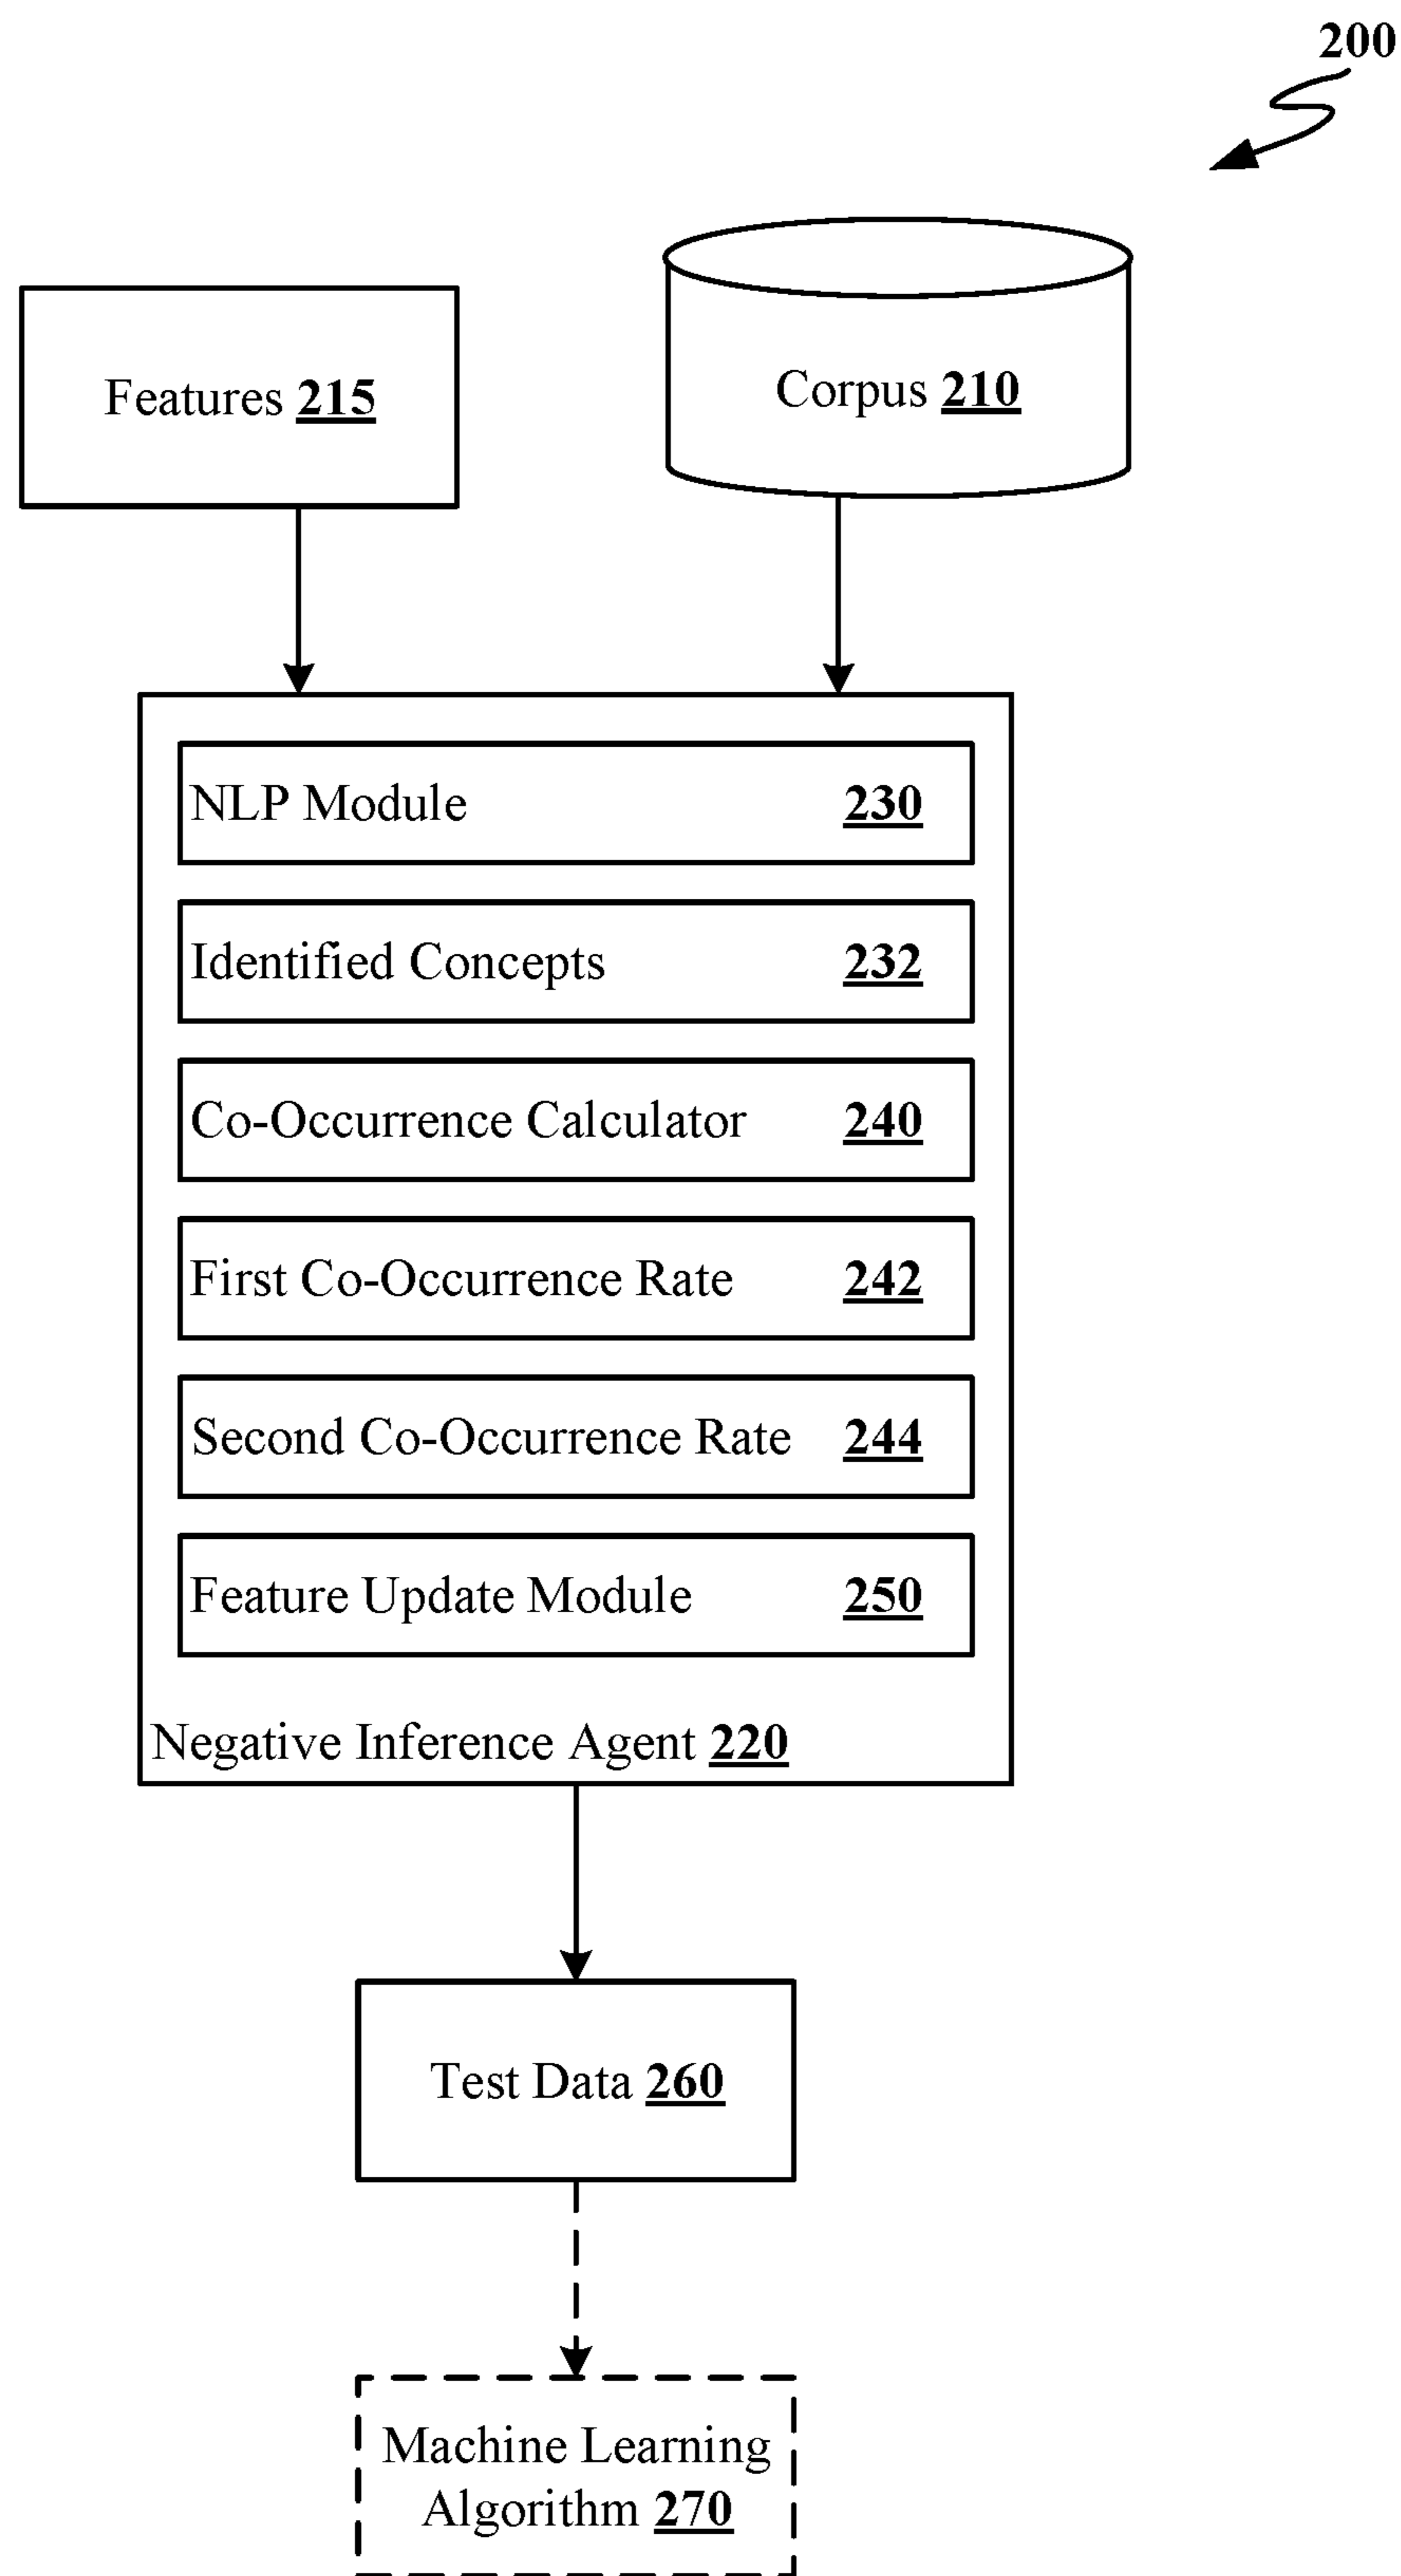 200
Features 215
Corpus 210
NLP Module 230
Identified Concepts 232
Co-Occurrence Calculator 240
First Co-Occurrence Rate 242
Second Co-Occurrence Rate 244
Feature Update Module 250
Negative Inference Agent 220
Test Data 260
Machine Learning
Algorithm 270